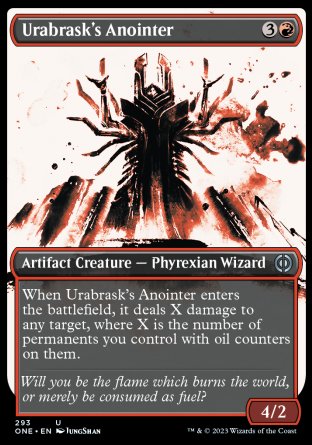 Urabrask's Anointer 3
Artifact Creature — Phyrexian Wizard
When Urabrask's Anointer enters
the battlefield, it deals X damage to
any target, where X is the number of
permanents you control with oil counters
on them.
Will you be the flame which burns the world,
or merely be consumed as fuel?
4/2
293 U
ONE • EN JUNGSHAN ™ & © 2023 Wizards of the Coast